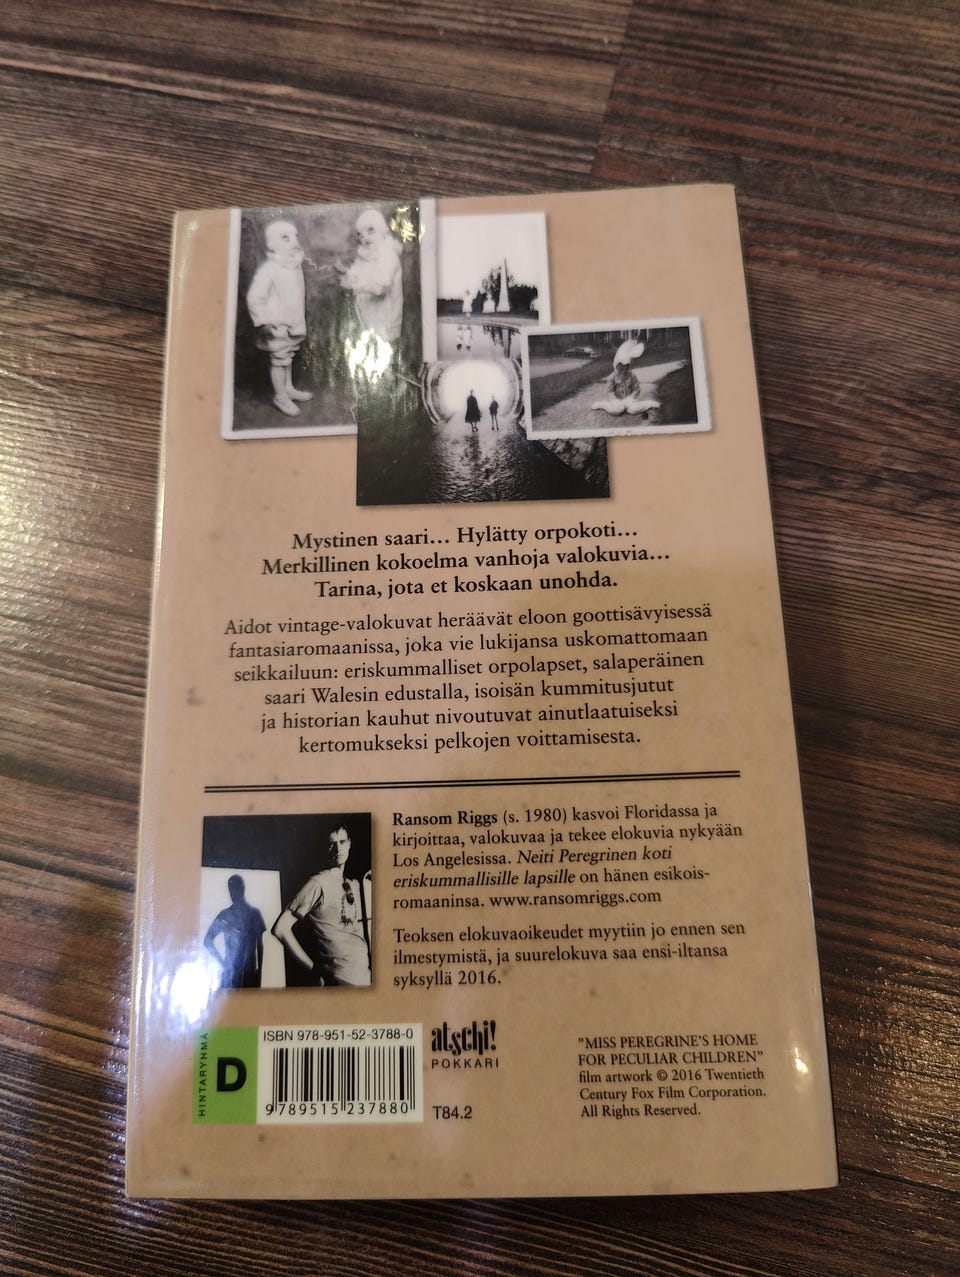 Mystinen saari… Hylätty orpokoti…
Merkillinen kokoelma vanhoja valokuvia…
Tarina, jota et koskaan unohda.
Aidot vintage-valokuvat heräävät eloon goottisävyisessä
fantasiaromaanissa, joka vie lukijansa uskomattomaan
seikkailuun: eriskummalliset orpolapset, salaperäinen
saari Walesin edustalla, isoisän kummitusjutut
ja historian kauhut nivoutuvat ainutlaatuiseksi
kertomukseksi pelkojen voittamisesta.
Ransom Riggs (s. 1980) kasvoi Floridassa ja
kirjoittaa, valokuvaa ja tekee elokuvia nykyään
Los Angelesissa. Neiti Peregrinen koti
eriskummallisille lapsille on hänen esikois-
romaaninsa. www.ransomriggs.com
Teoksen elokuvaoikeudet myytiin jo ennen sen
ilmestymistä, ja suurelokuva saa ensi-iltansa
syksyllä 2016.
HINTARYHMÄ
D
ISBN 978-951-52-3788-0
9 789515 237880
atschi!
POKKARI
T84.2
"MISS PEREGRINE'S HOME
FOR PECULIAR CHILDREN"
film artwork © 2016 Twentieth
Century Fox Film Corporation.
All Rights Reserved.